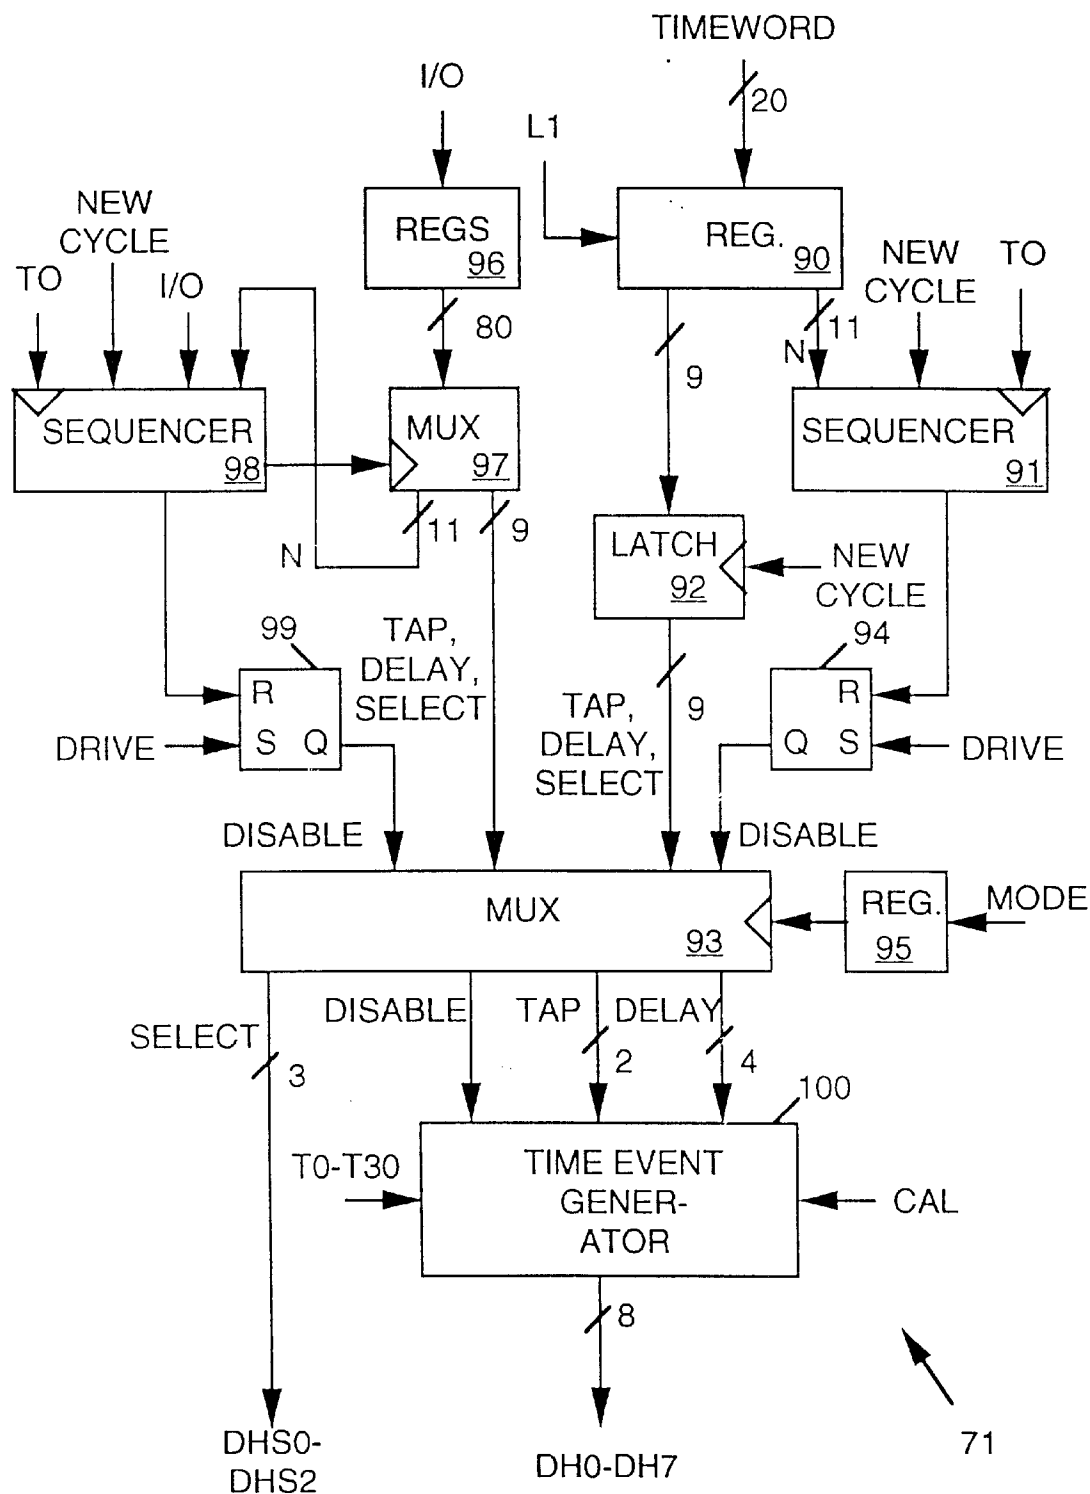 TIMEWORD
I/O
20
L1
NEW
CYCLE
REGS
96
REG.
90
NEW
CYCLE
TO
TO
I/O
80
11
N
9
SEQUENCER
98
MUX
97
SEQUENCER
91
11
9
N
LATCH
92
NEW
CYCLE
99
94
TAP,
DELAY,
SELECT
9
TAP,
DELAY,
SELECT
R
S Q
DRIVE
R
Q S
DRIVE
DISABLE
DISABLE
MUX
93
REG.
95
MODE
SELECT
3
DISABLE
TAP
2
DELAY
4
100
T0-T30
TIME EVENT
GENER-
ATOR
CAL
8
DHS0-
DHS2
DH0-DH7
71